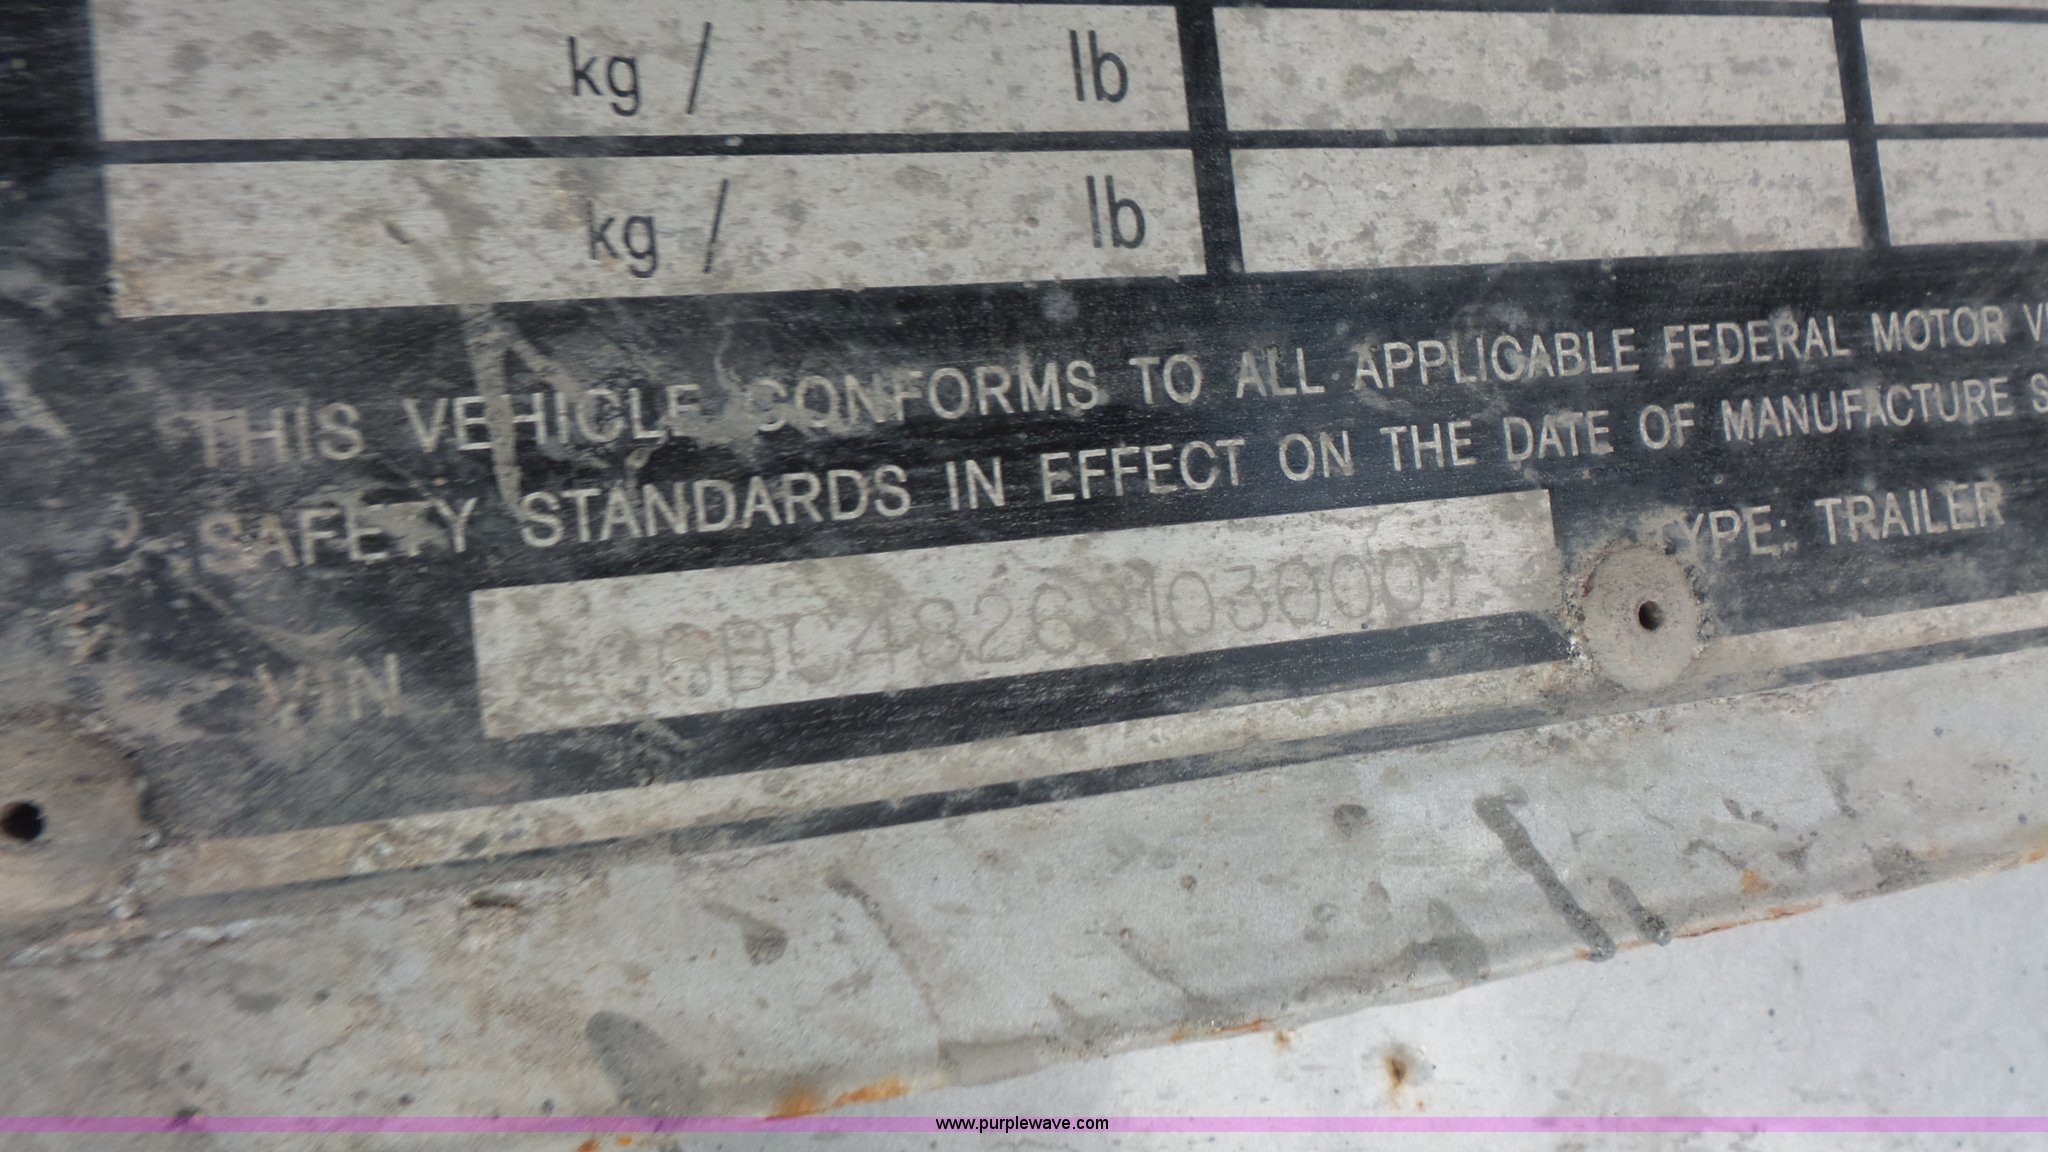 kg / lb
kg / lb
THIS VEHICLE CONFORMS TO ALL APPLICABLE FEDERAL MOTOR
SAFETY STANDARDS IN EFFECT ON THE DATE OF MANUFACTURE
TYPE: TRAILER
VIN
www.purplewave.com